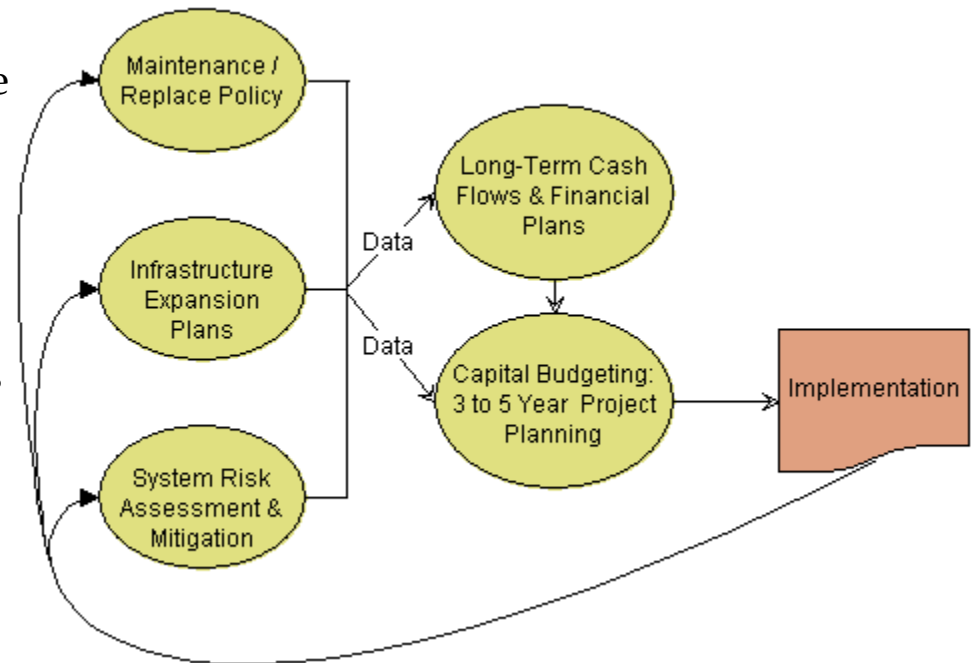 Maintenance /
Replace Policy
Long-Term Cash
Flows & Financial
Plans
Data
Infrastructure
Expansion
Plans
Data
Capital Budgeting:
3 to 5 Year Project
Planning
Implementation
System Risk
Assessment &
Mitigation